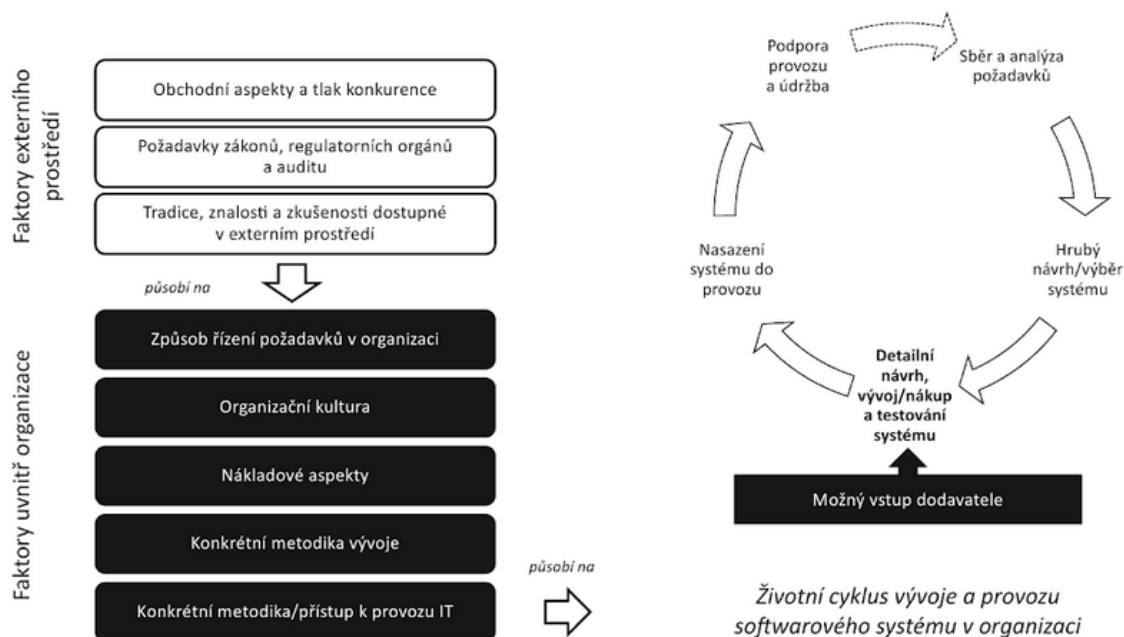 Faktory externího
prostředí
Obchodní aspekty a tlak konkurence
Požadavky zákonů, regulatorních orgánů
a auditu
Tradice, znalosti a zkušenosti dostupné
v externím prostředí
působí na
Faktory uvnitř organizace
Způsob řízení požadavků v organizaci
Organizační kultura
Nákladové aspekty
Konkrétní metodika vývoje
Konkrétní metodika/přístup k provozu IT
působí na
Podpora
provozu
a údržba
Sběr a analýza
požadavků
Hrubý
návrh/výběr
systému
Detailní
návrh,
vývoj/nákup
a testování
systému
Nasazení
systému do
provozu
Možný vstup dodavatele
Životní cyklus vývoje a provozu
softwarového systému v organizaci